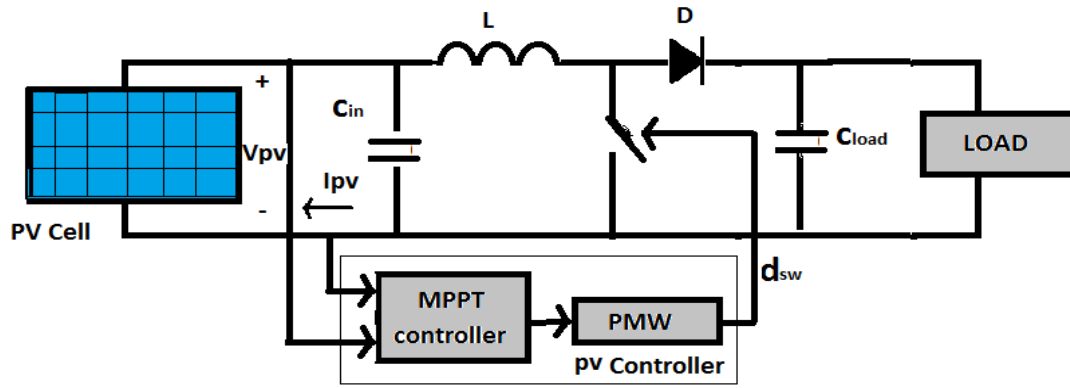 L
D
+
Cin
Vpv
Cload
LOAD
Ipv
-
PV Cell
dsw
MPPT
controller
PMW
pv Controller